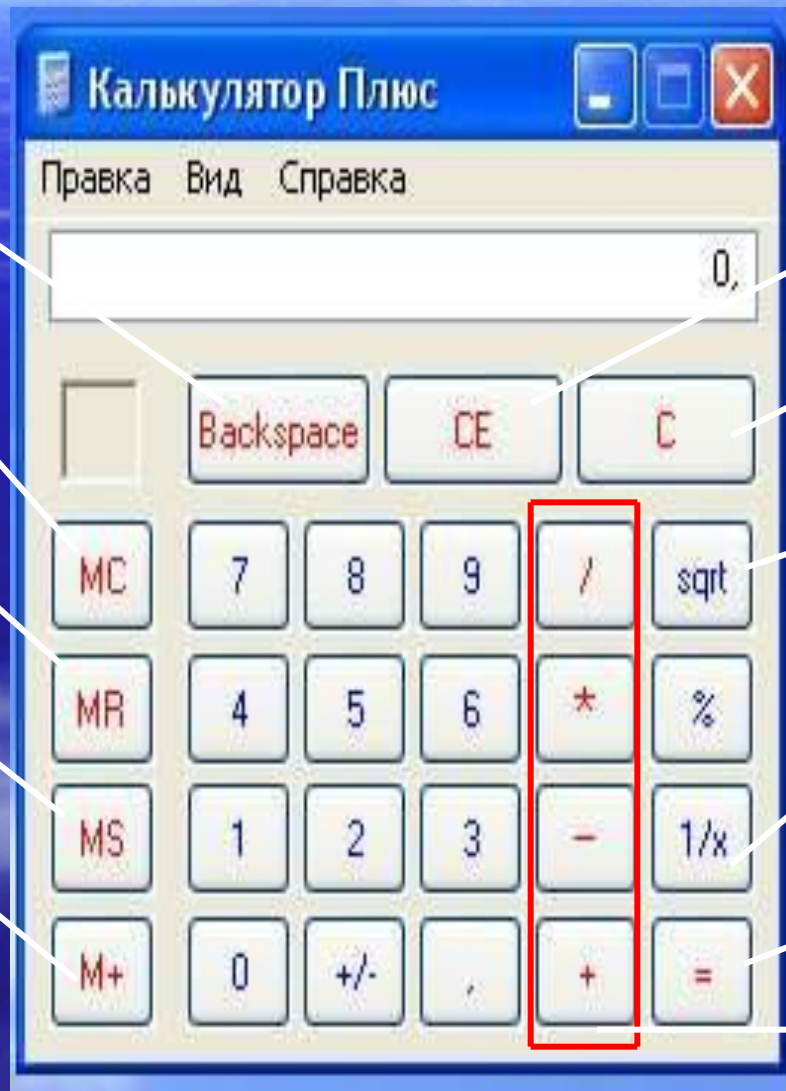 Калькулятор Плюс
Правка Вид Справка
0,
Backspace CE C
MC 7 8 9 / sqrt
MR 4 5 6 * %
MS 1 2 3 - 1/x
M+ 0 +/- , + =